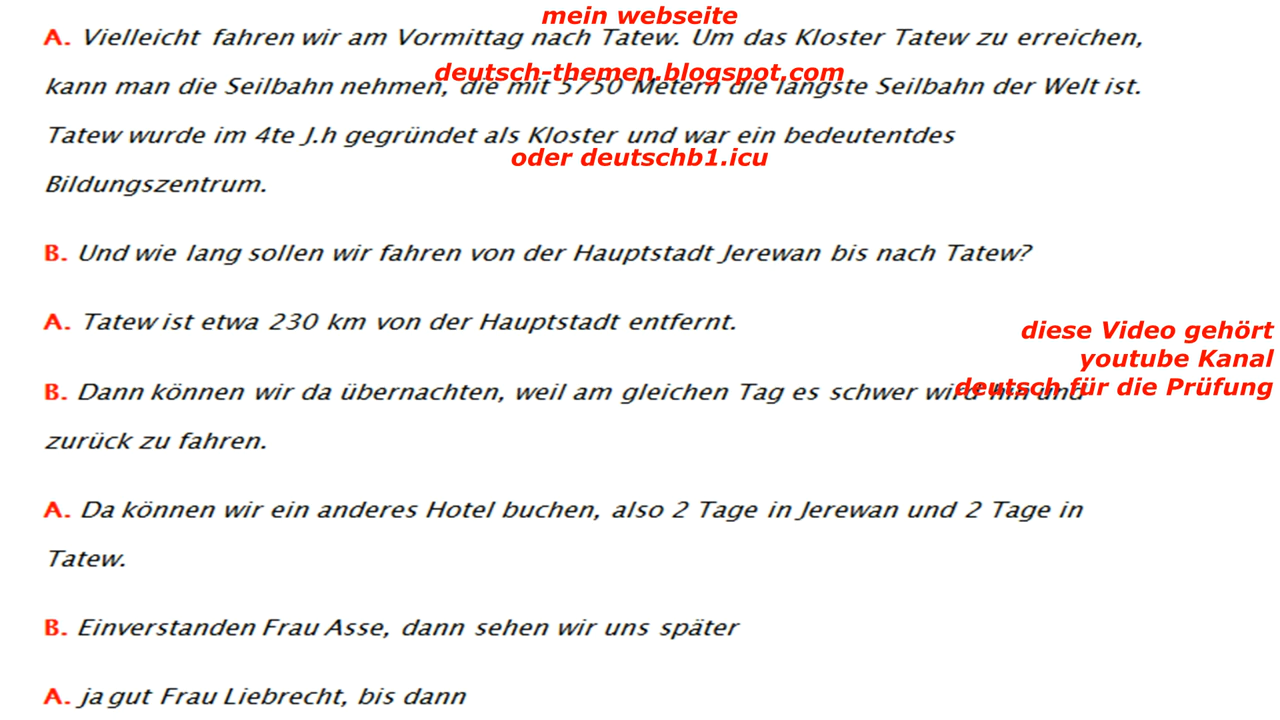 mein webseite
A. Vielleicht fahren wir am Vormittag nach Tatew. Um das Kloster Tatew zu erreichen,
deutsch-themen.blogspot.com
kann man die Seilbahn nehmen, die mit 5750 Metern die längste Seilbahn der Welt ist.
Tatew wurde im 4te J.h gegründet als Kloster und war ein bedeutentdes
oder deutschb1.icu
Bildungszentrum.
B. Und wie lang sollen wir fahren von der Hauptstadt Jerewan bis nach Tatew?
A. Tatew ist etwa 230 km von der Hauptstadt entfernt.
diese Video gehört
youtube Kanal
deutsch für die Prüfung
B. Dann können wir da übernachten, weil am gleichen Tag es schwer wird hin und
zurück zu fahren.
A. Da können wir ein anderes Hotel buchen, also 2 Tage in Jerewan und 2 Tage in
Tatew.
B. Einverstanden Frau Asse, dann sehen wir uns später
A. ja gut Frau Liebrecht, bis dann